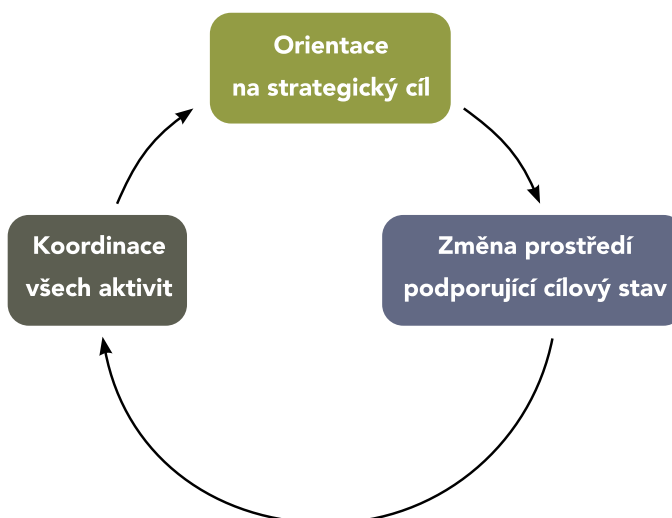 Orientace
na strategický cíl
Koordinace
všech aktivit
Změna prostředí
podporující cílový stav